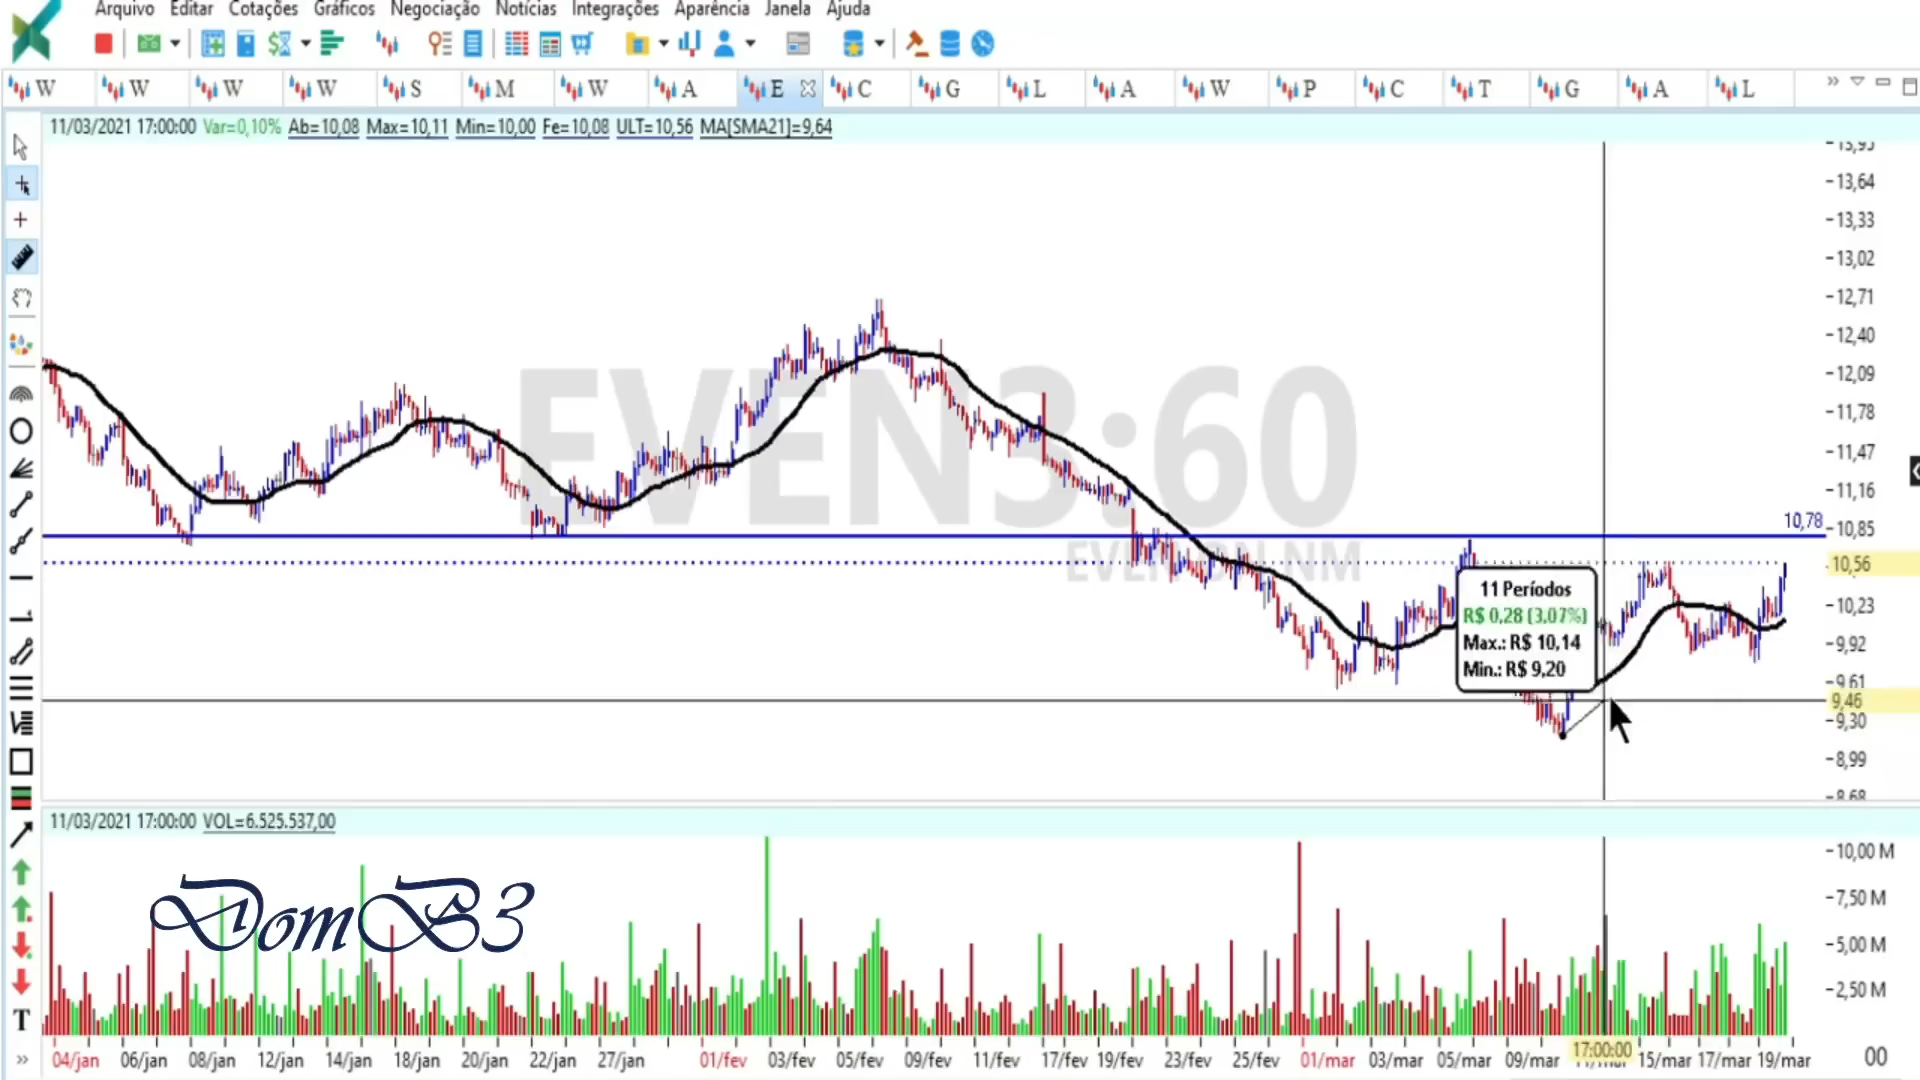 Arquivo Editar Cotações Gráficos Negociação Notícias Integrações Aparência Janela Ajuda
W W W W S M W A E C G L A W P C T G A L
11/03/2021 17:00:00 Var=0,10% Ab=10,08 Max=10,11 Min=10,00 Fe=10,08 ULT=10,56 MA[SMA21]=9,64
13,64
13,33
13,02
12,71
12,40
12,09
11,78
11,47
11,16
10,78
10,85
10,56
10,23
9,92
9,61
9,46
9,30
8,99
8,68
EVEN3:60
EVEN ON NM
11 Períodos
R$ 0,28 (3,07%)
Max.: R$ 10,14
Min.: R$ 9,20
11/03/2021 17:00:00 VOL=6.525.537,00
DomB3
10,00 M
7,50 M
5,00 M
2,50 M
T
04/jan 06/jan 08/jan 12/jan 14/jan 18/jan 20/jan 22/jan 27/jan 01/fev 03/fev 05/fev 09/fev 11/fev 17/fev 19/fev 23/fev 25/fev 01/mar 03/mar 05/mar 09/mar 17:00:00 15/mar 17/mar 19/mar
00